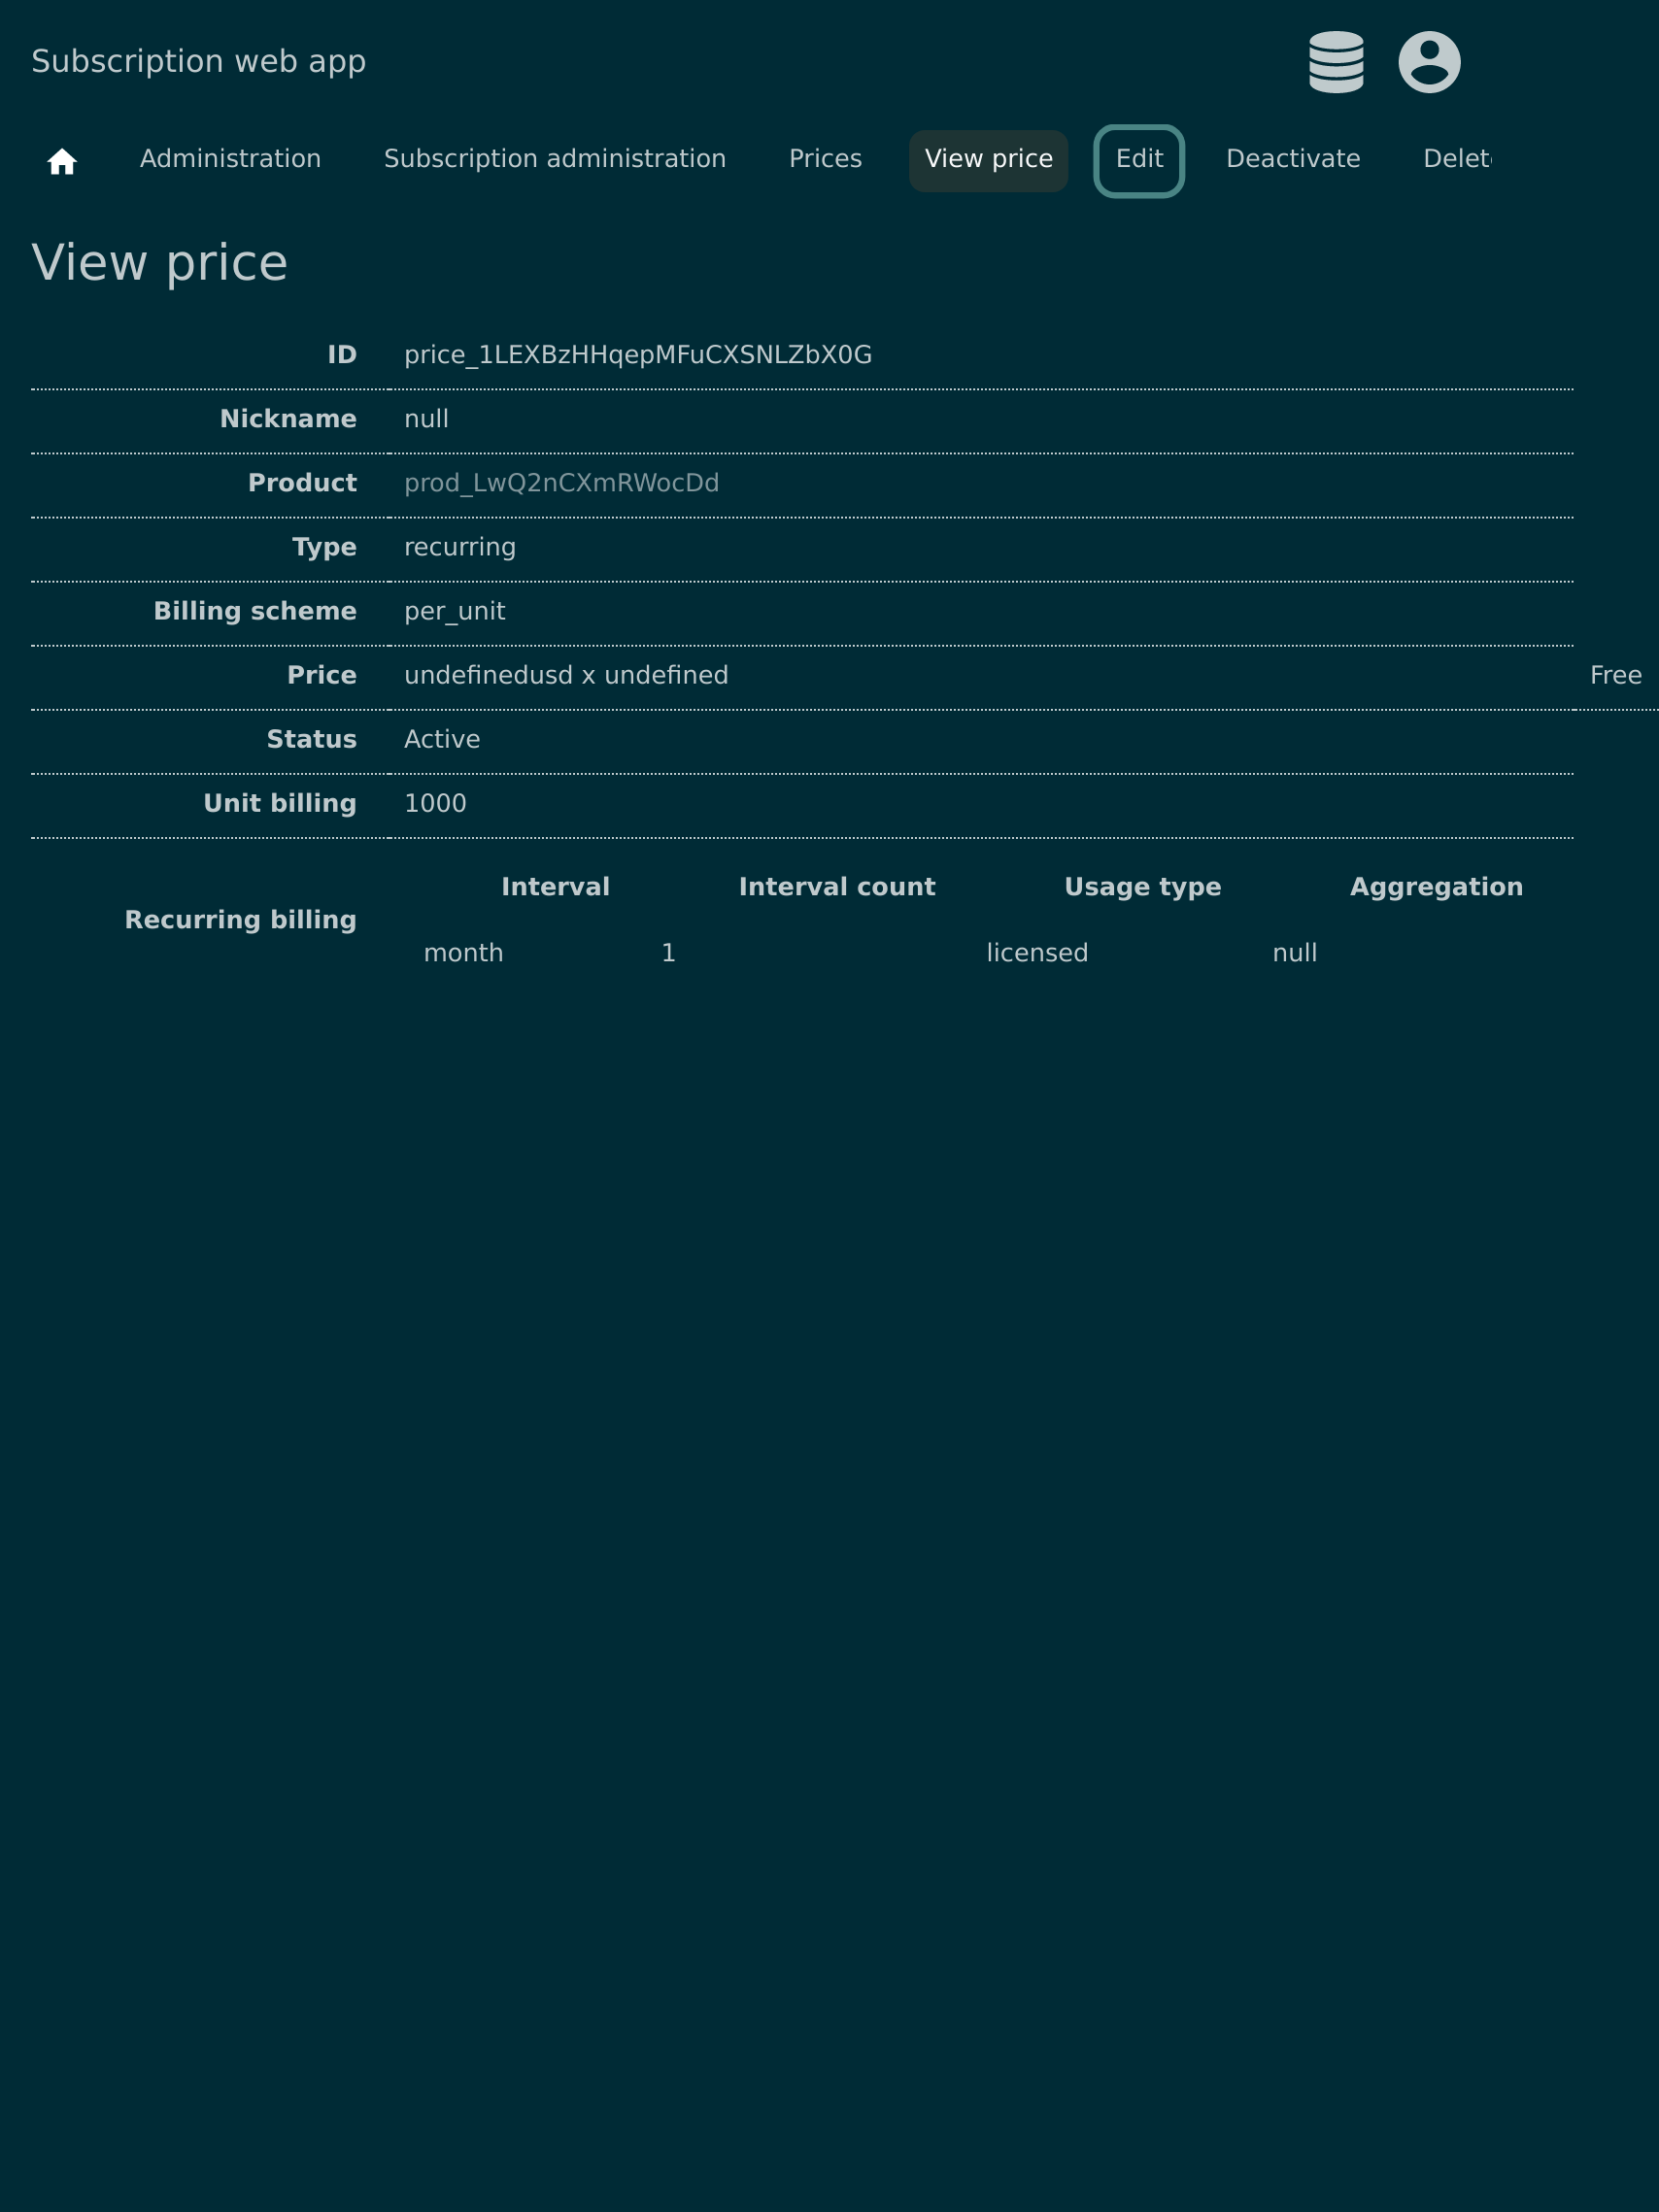 Subscription web app
Administration Subscription administration Prices View price Edit Deactivate Delet
View price
ID price_1LEXBzHHqepMFuCXSNLZbX0G
Nickname null
Product prod_LwQ2nCXmRWocDd
Type recurring
Billing scheme per_unit
Price undefinedusd x undefined Free
Status Active
Unit billing 1000
Interval Interval count Usage type Aggregation
Recurring billing
month 1 licensed null